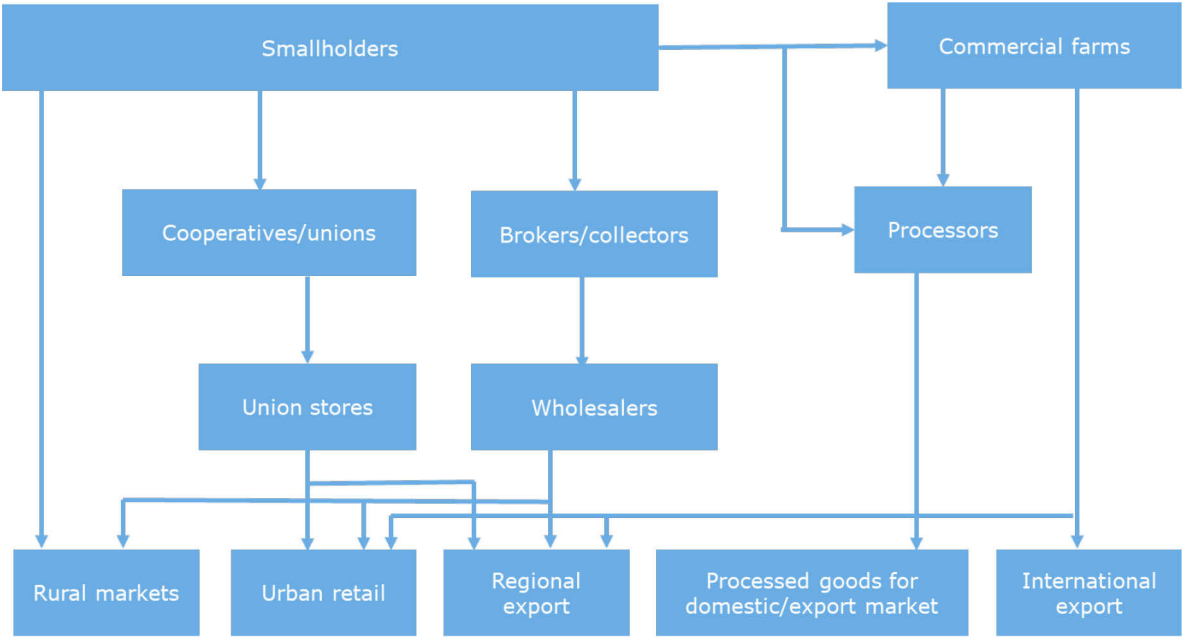 Smallholders
Commercial farms
Cooperatives/unions
Brokers/collectors
Processors
Union stores
Wholesalers
Rural markets
Urban retail
Regional
export
Processed goods for
domestic/export market
International
export